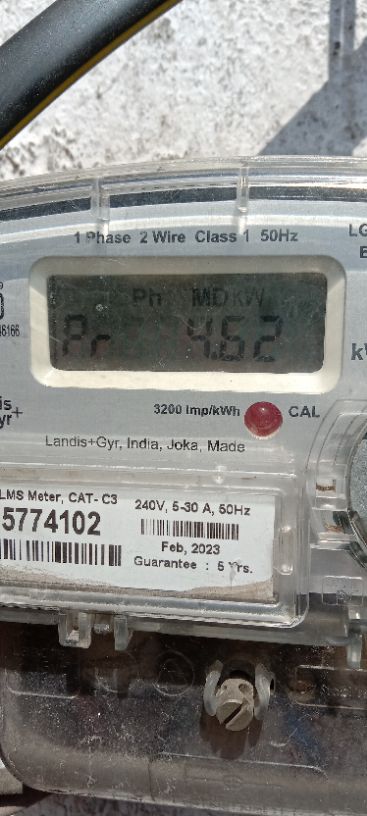 1 Phase 2 Wire Class 1 50Hz
LG
Ph MDkW
Pr 4.62
3200 Imp/kWh
CAL
Landis+Gyr, India, Joka, Made
LMS Meter, CAT- C3
5774102
240V, 5-30 A, 50Hz
Feb, 2023
Guarantee : 5 Yrs.